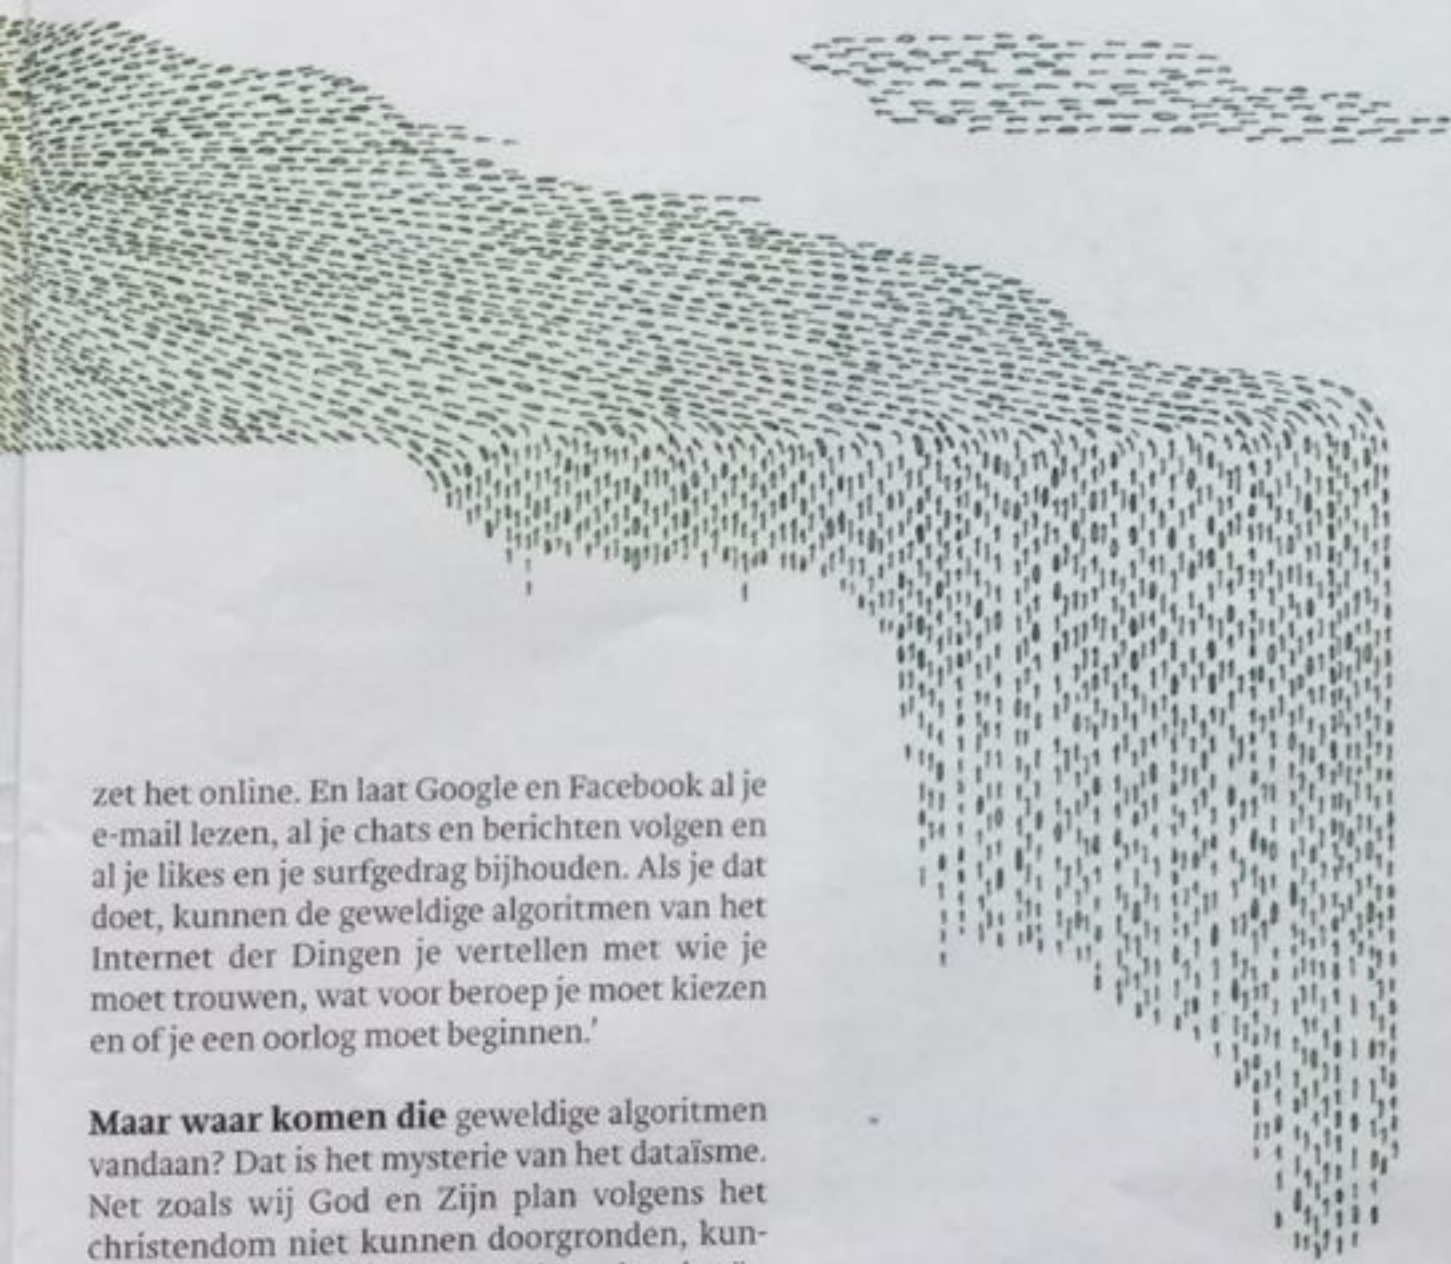 zet het online. En laat Google en Facebook al je
e-mail lezen, al je chats en berichten volgen en
al je likes en je surfgedrag bijhouden. Als je dat
doet, kunnen de geweldige algoritmen van het
Internet der Dingen je vertellen met wie je
moet trouwen, wat voor beroep je moet kiezen
en of je een oorlog moet beginnen.'
Maar waar komen die geweldige algoritmen
vandaan? Dat is het mysterie van het dataïsme.
Net zoals wij God en Zijn plan volgens het
christendom niet kunnen doorgronden, kun-